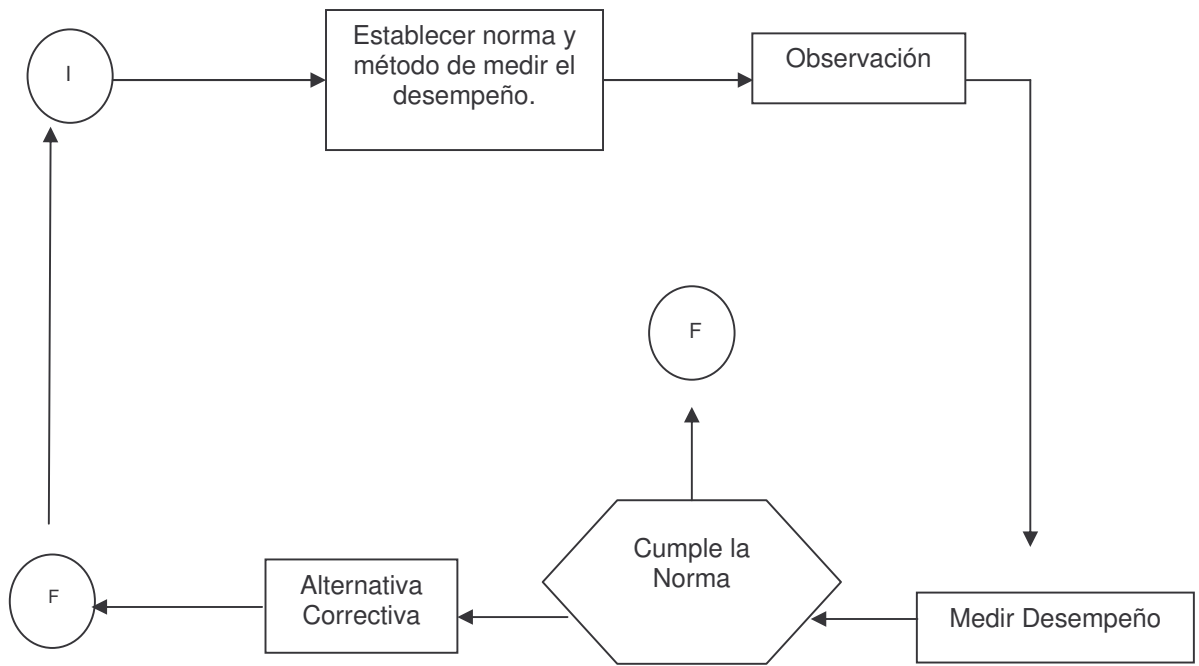 I
Establecer norma y
método de medir el
desempeño.
Observación
F
Cumple la
Norma
Alternativa
Correctiva
F
Medir Desempeño